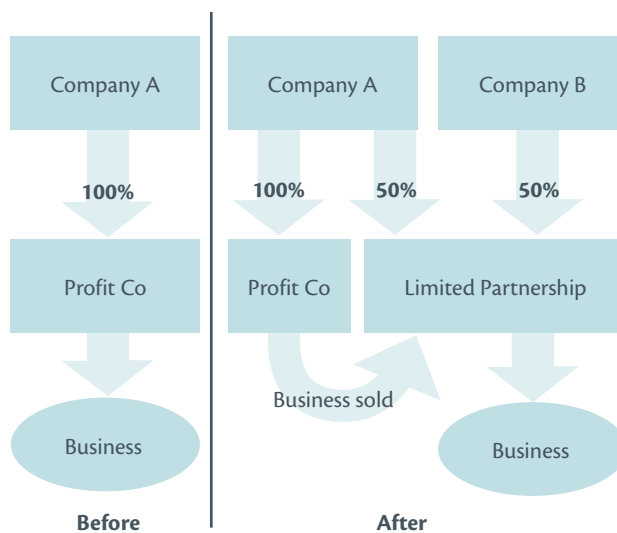 Company A
100%
Profit Co
Business
Before
Company A
Company B
100%
50%
50%
Profit Co
Limited Partnership
Business sold
Business
After